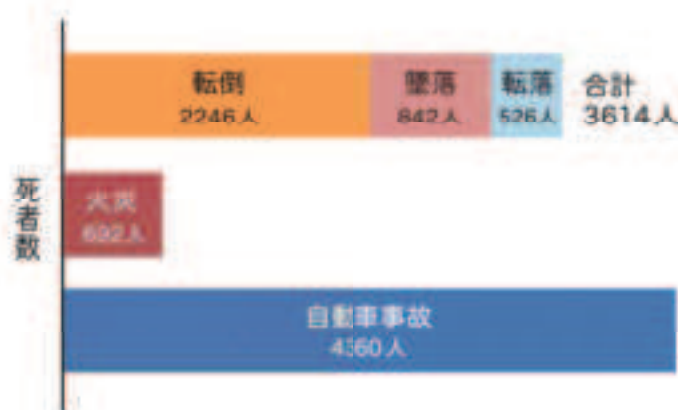 死者数
転倒
2246人
墜落
842人
転落
526人
合計
3614人
火災
692人
自動車事故
4360人